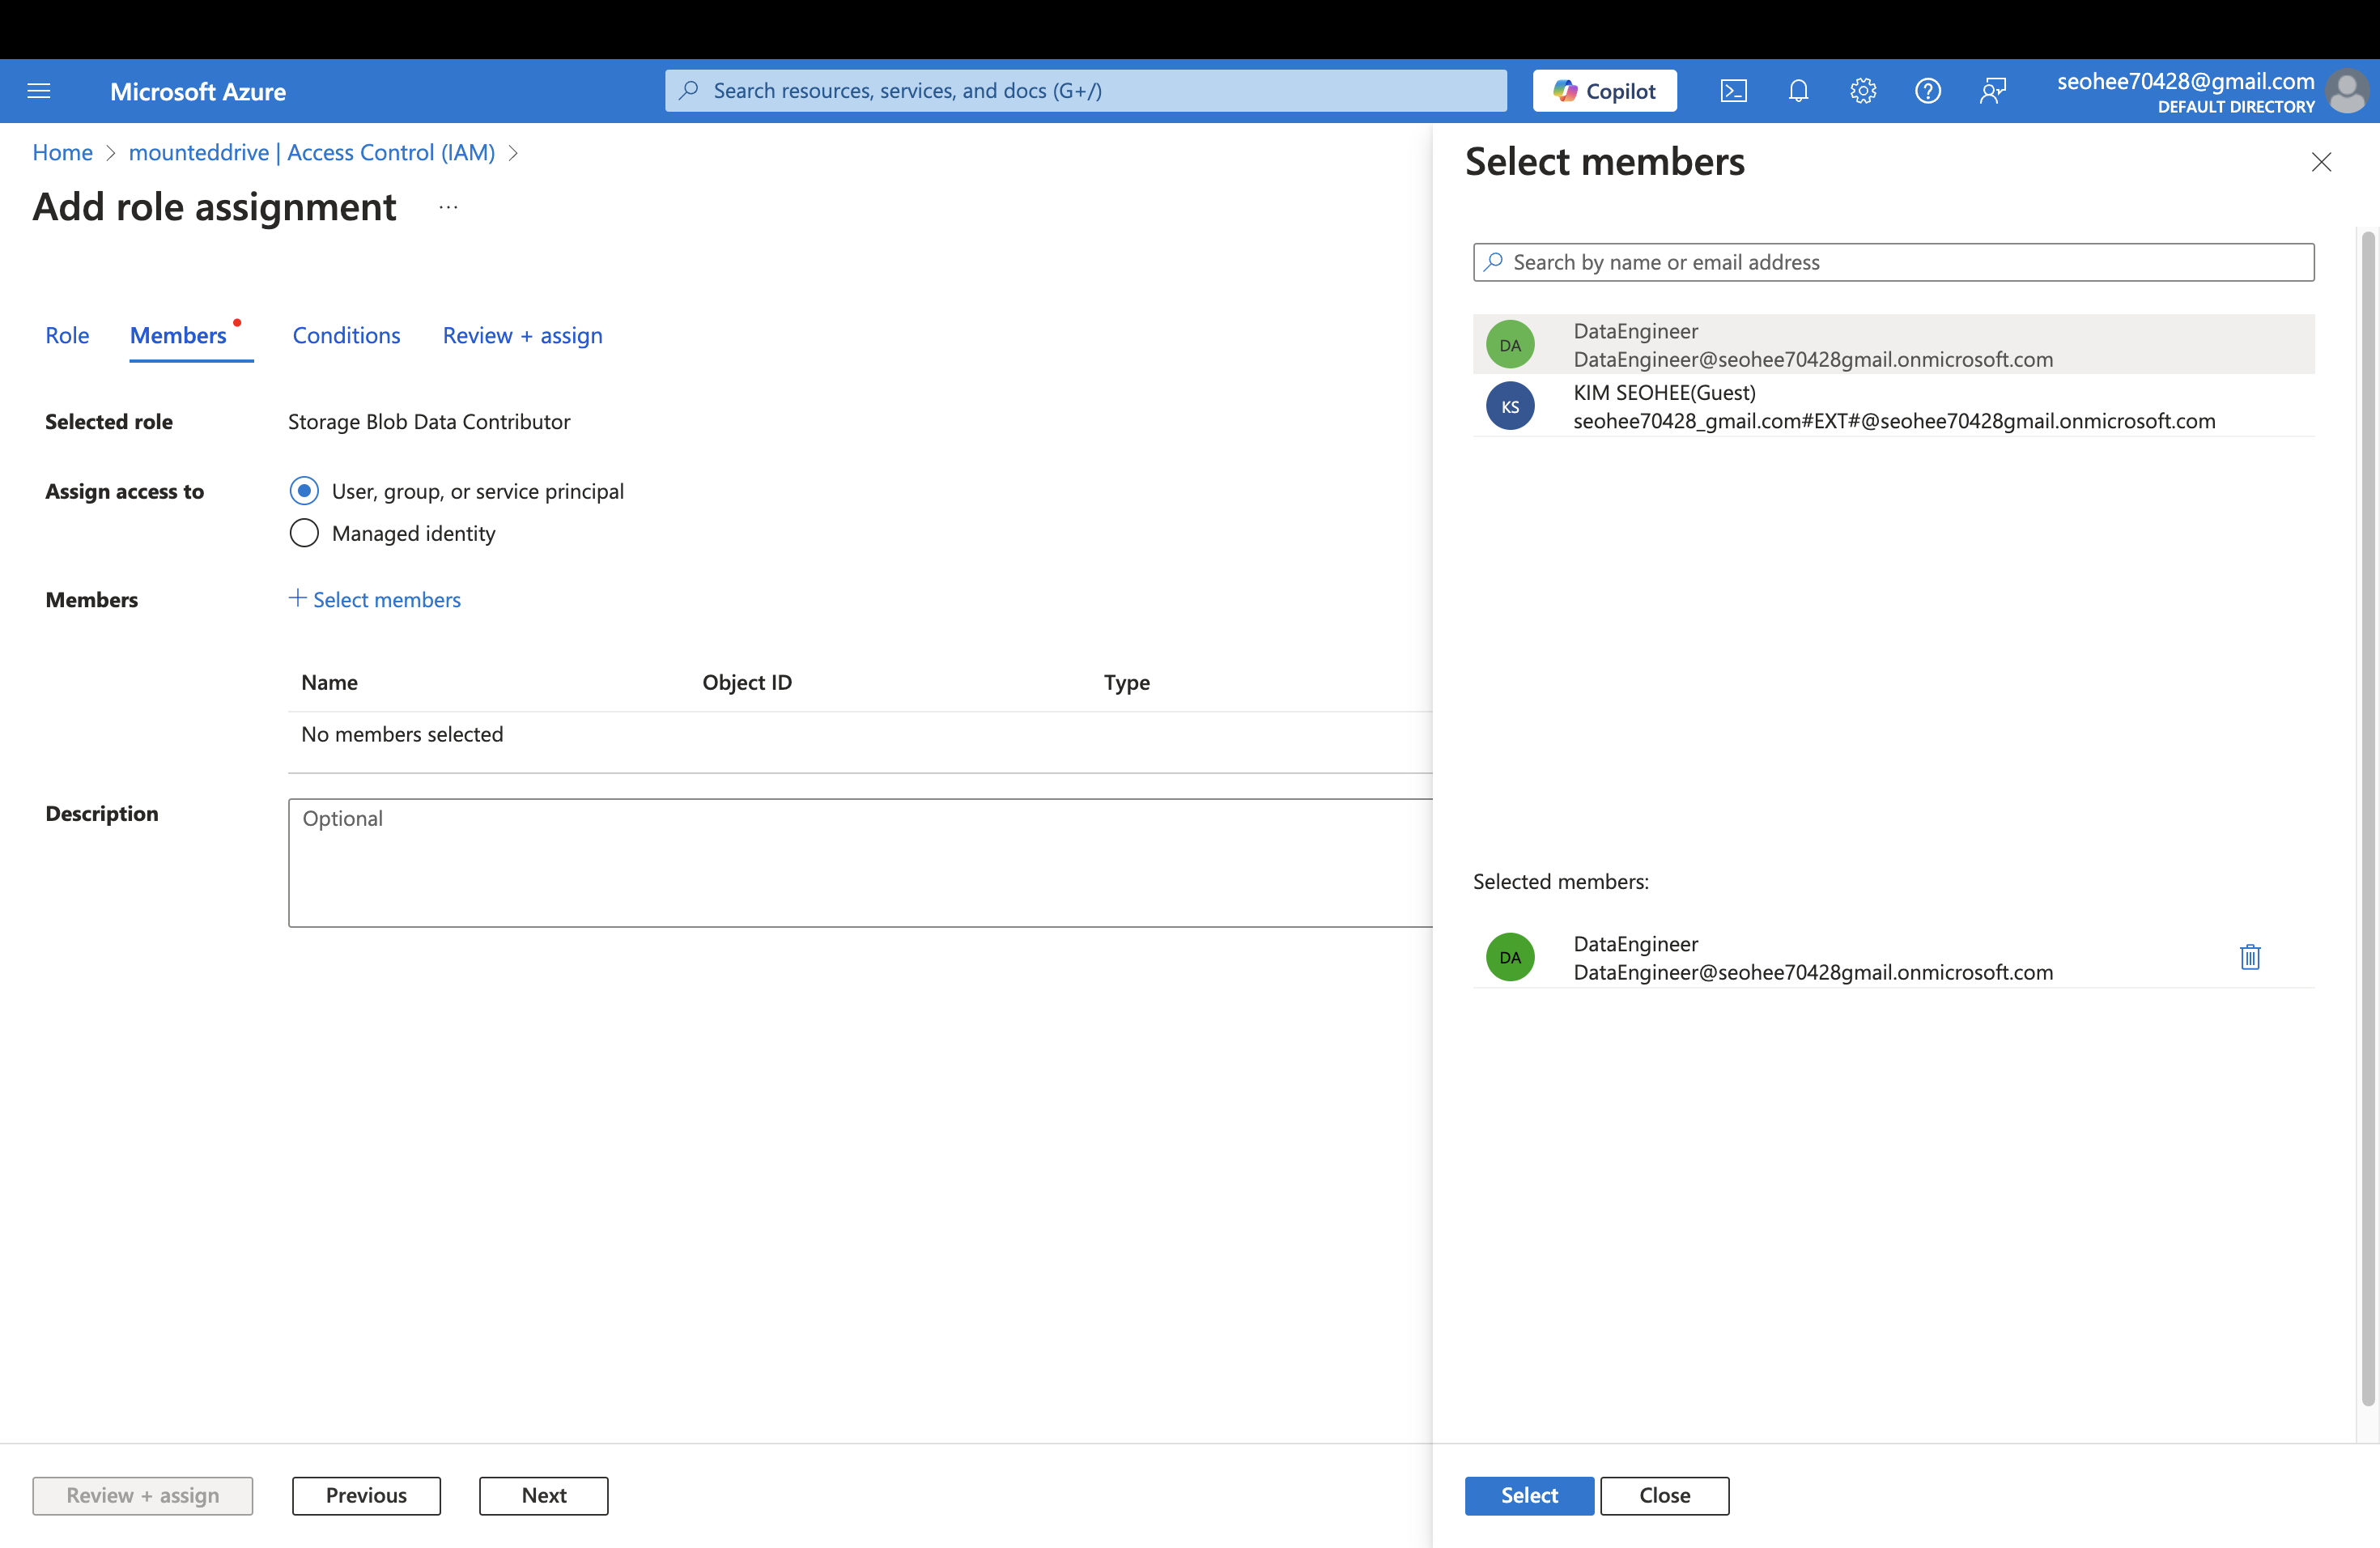 Microsoft Azure
Search resources, services, and docs (G+/)
Copilot
seohee70428@gmail.com
DEFAULT DIRECTORY
Home > mounteddrive | Access Control (IAM) >
Add role assignment ...
Role Members Conditions Review + assign
Selected role Storage Blob Data Contributor
Assign access to User, group, or service principal
Managed identity
Members + Select members
Name Object ID Type
No members selected
Description Optional
Review + assign Previous Next
Select members
Search by name or email address
DA DataEngineer
DataEngineer@seohee70428gmail.onmicrosoft.com
KS KIM SEOHEE(Guest)
seohee70428_gmail.com#EXT#@seohee70428gmail.onmicrosoft.com
Selected members:
DA DataEngineer
DataEngineer@seohee70428gmail.onmicrosoft.com
Select Close